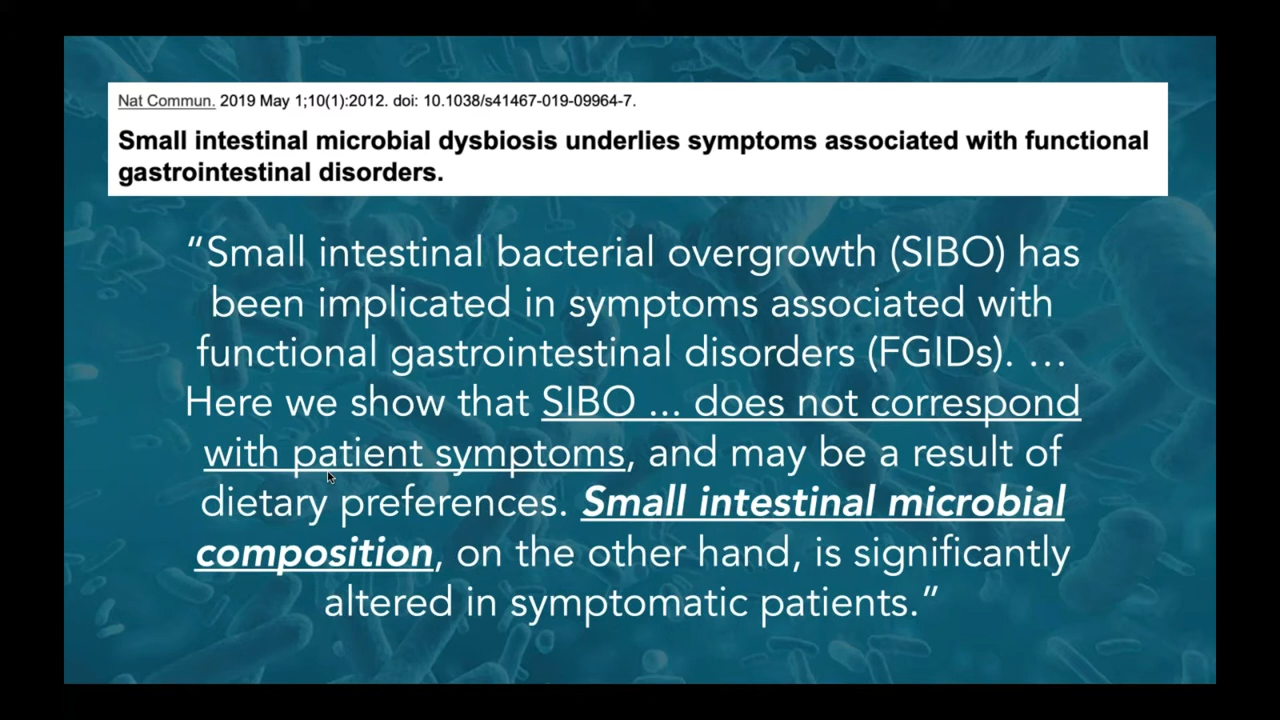 Nat Commun. 2019 May 1;10(1):2012. doi: 10.1038/s41467-019-09964-7.
Small intestinal microbial dysbiosis underlies symptoms associated with functional
gastrointestinal disorders.
“Small intestinal bacterial overgrowth (SIBO) has
been implicated in symptoms associated with
functional gastrointestinal disorders (FGIDs). …
Here we show that SIBO ... does not correspond
with patient symptoms, and may be a result of
dietary preferences. Small intestinal microbial
composition, on the other hand, is significantly
altered in symptomatic patients.”